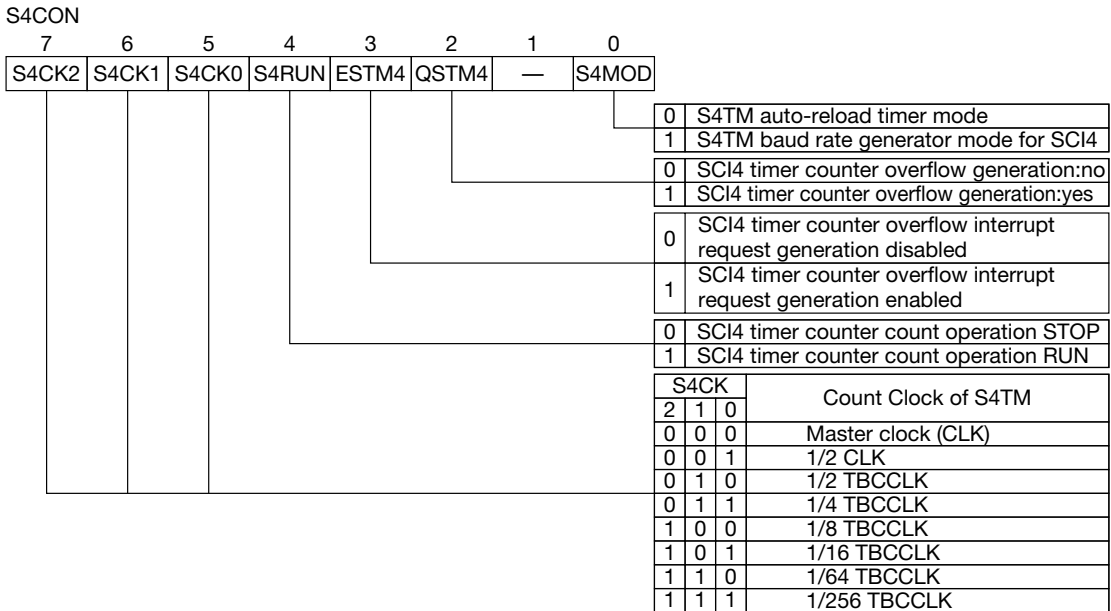 S4CON
7 6 5 4 3 2 1 0
S4CK2 S4CK1 S4CK0 S4RUN ESTM4 QSTM4 — S4MOD
0 S4TM auto-reload timer mode
1 S4TM baud rate generator mode for SCI4
0 SCI4 timer counter overflow generation:no
1 SCI4 timer counter overflow generation:yes
0 SCI4 timer counter overflow interrupt
request generation disabled
1 SCI4 timer counter overflow interrupt
request generation enabled
0 SCI4 timer counter count operation STOP
1 SCI4 timer counter count operation RUN
S4CK Count Clock of S4TM
2 1 0
0 0 0 Master clock (CLK)
0 0 1 1/2 CLK
0 1 0 1/2 TBCCLK
0 1 1 1/4 TBCCLK
1 0 0 1/8 TBCCLK
1 0 1 1/16 TBCCLK
1 1 0 1/64 TBCCLK
1 1 1 1/256 TBCCLK